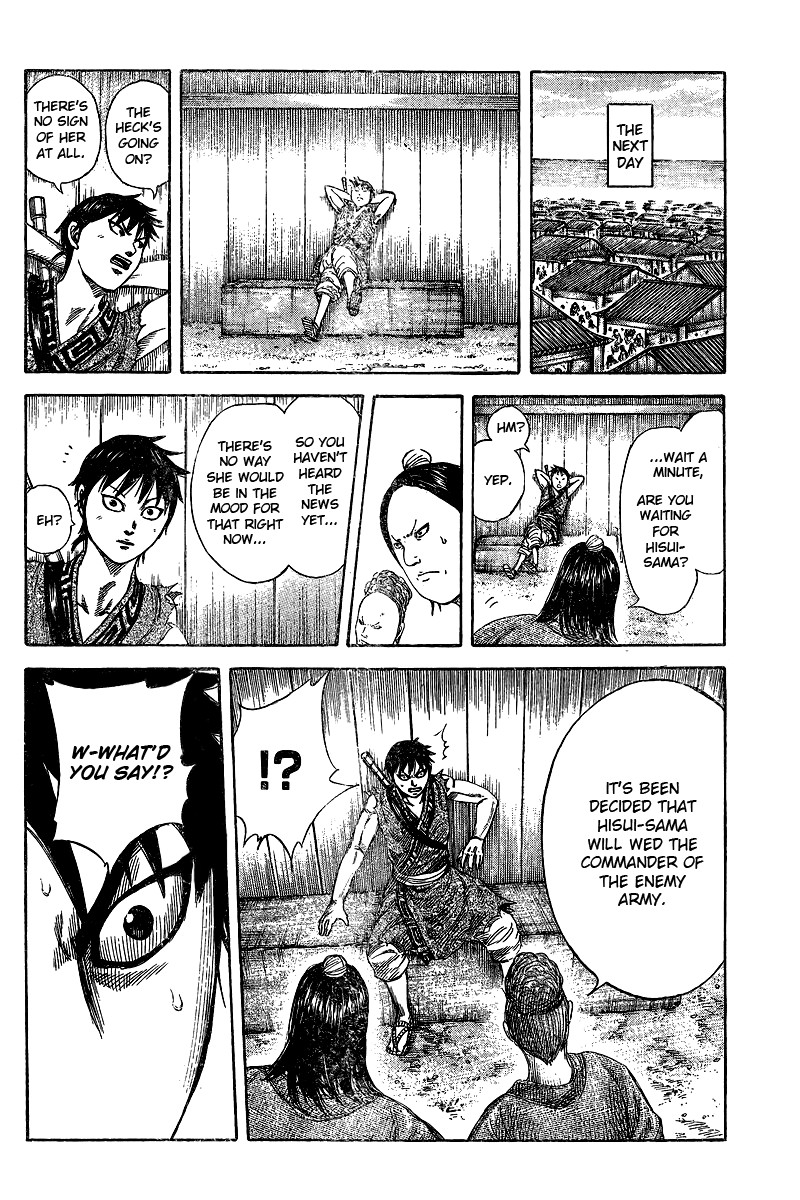 THE
NEXT
DAY
THE
HECK'S
GOING
ON?
THERE'S
NO SIGN
OF HER
AT ALL.
...WAIT A
MINUTE,
ARE YOU
WAITING
FOR
HISUI-
SAMA?
HM?
YEP.
SO YOU
HAVEN'T
HEARD
THE
NEWS
YET...
THERE'S
NO WAY
SHE WOULD
BE IN THE
MOOD FOR
THAT RIGHT
NOW...
EH?
IT'S BEEN
DECIDED THAT
HISUI-SAMA
WILL WED THE
COMMANDER OF
THE ENEMY
ARMY.
!?
W-WHAT'D
YOU SAY!?